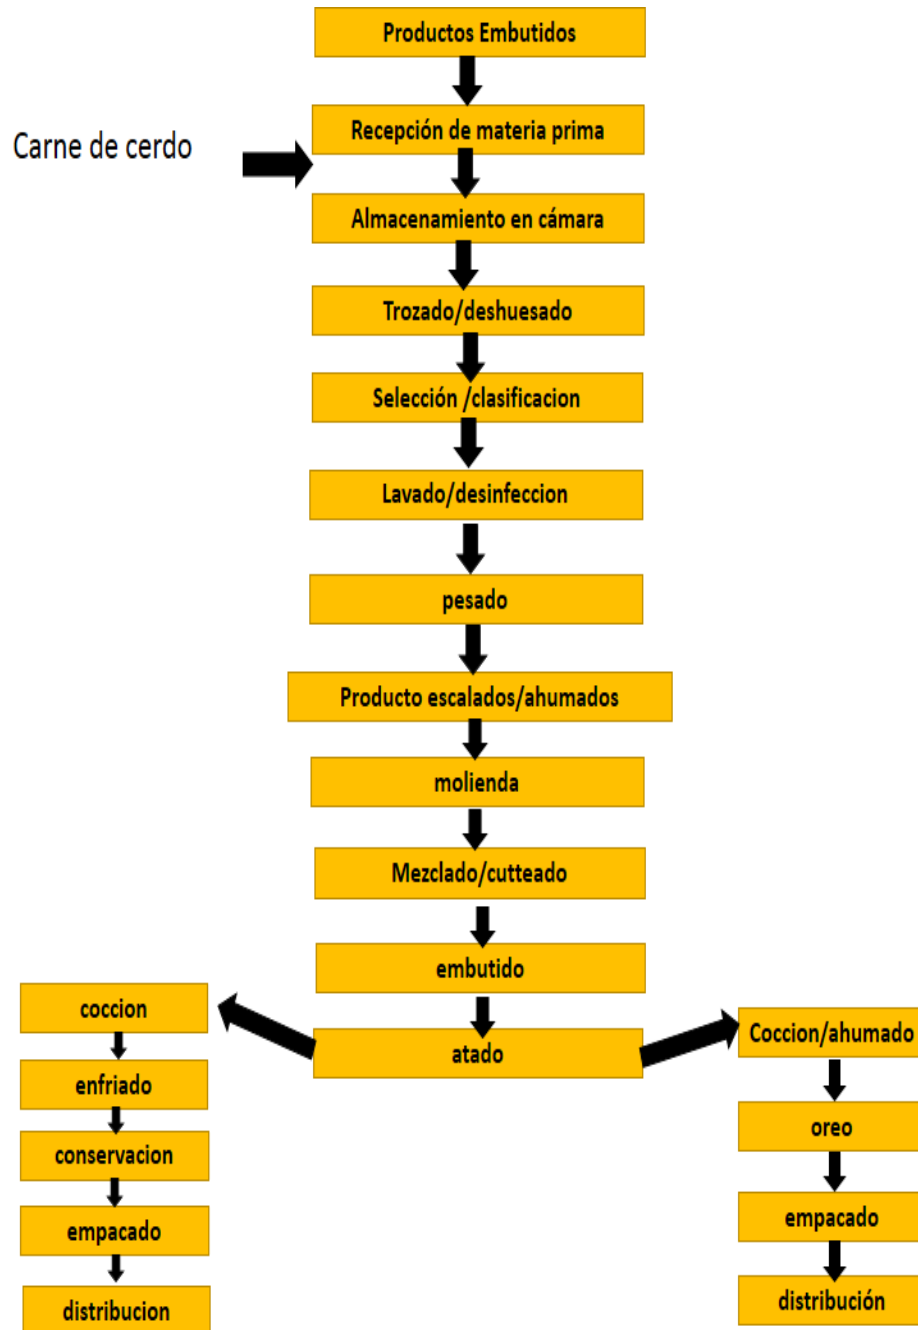 Productos Embutidos
Recepción de materia prima
Carne de cerdo
Almacenamiento en cámara
Trozado/deshuesado
Selección /clasificacion
Lavado/desinfeccion
pesado
Producto escalados/ahumados
molienda
Mezclado/cutteado
embutido
atado
coccion
enfriado
conservacion
empacado
distribucion
Coccion/ahumado
oreo
empacado
distribución